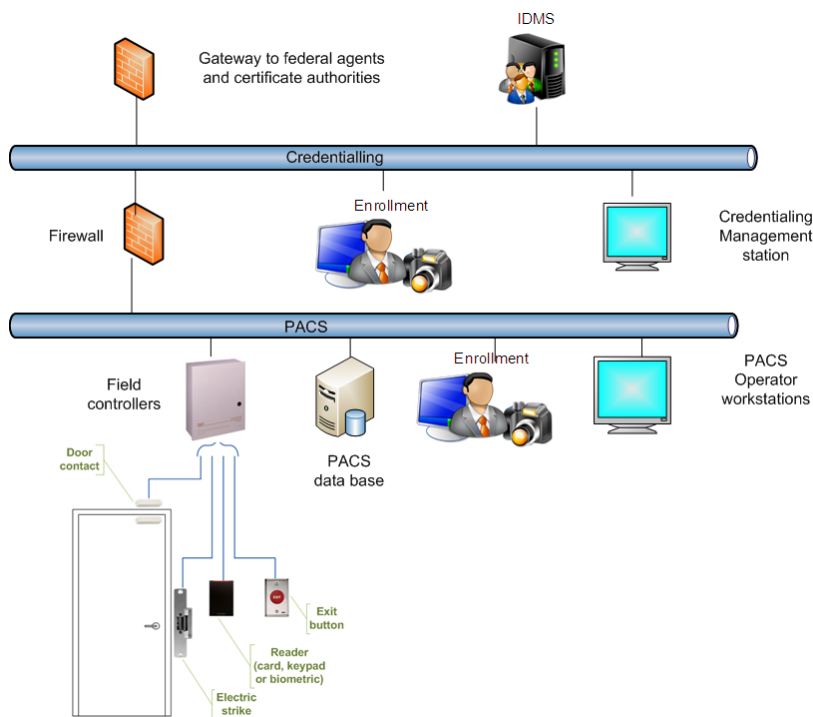 IDMS
Gateway to federal agents
and certificate authorities
Credentialling
Enrollment
Firewall
Credentialing
Management
station
PACS
Enrollment
Field
controllers
PACS
Operator
workstations
PACS
data base
Door
contact
EXIT
Exit
button
Reader
(card, keypad
or biometric)
Electric
strike